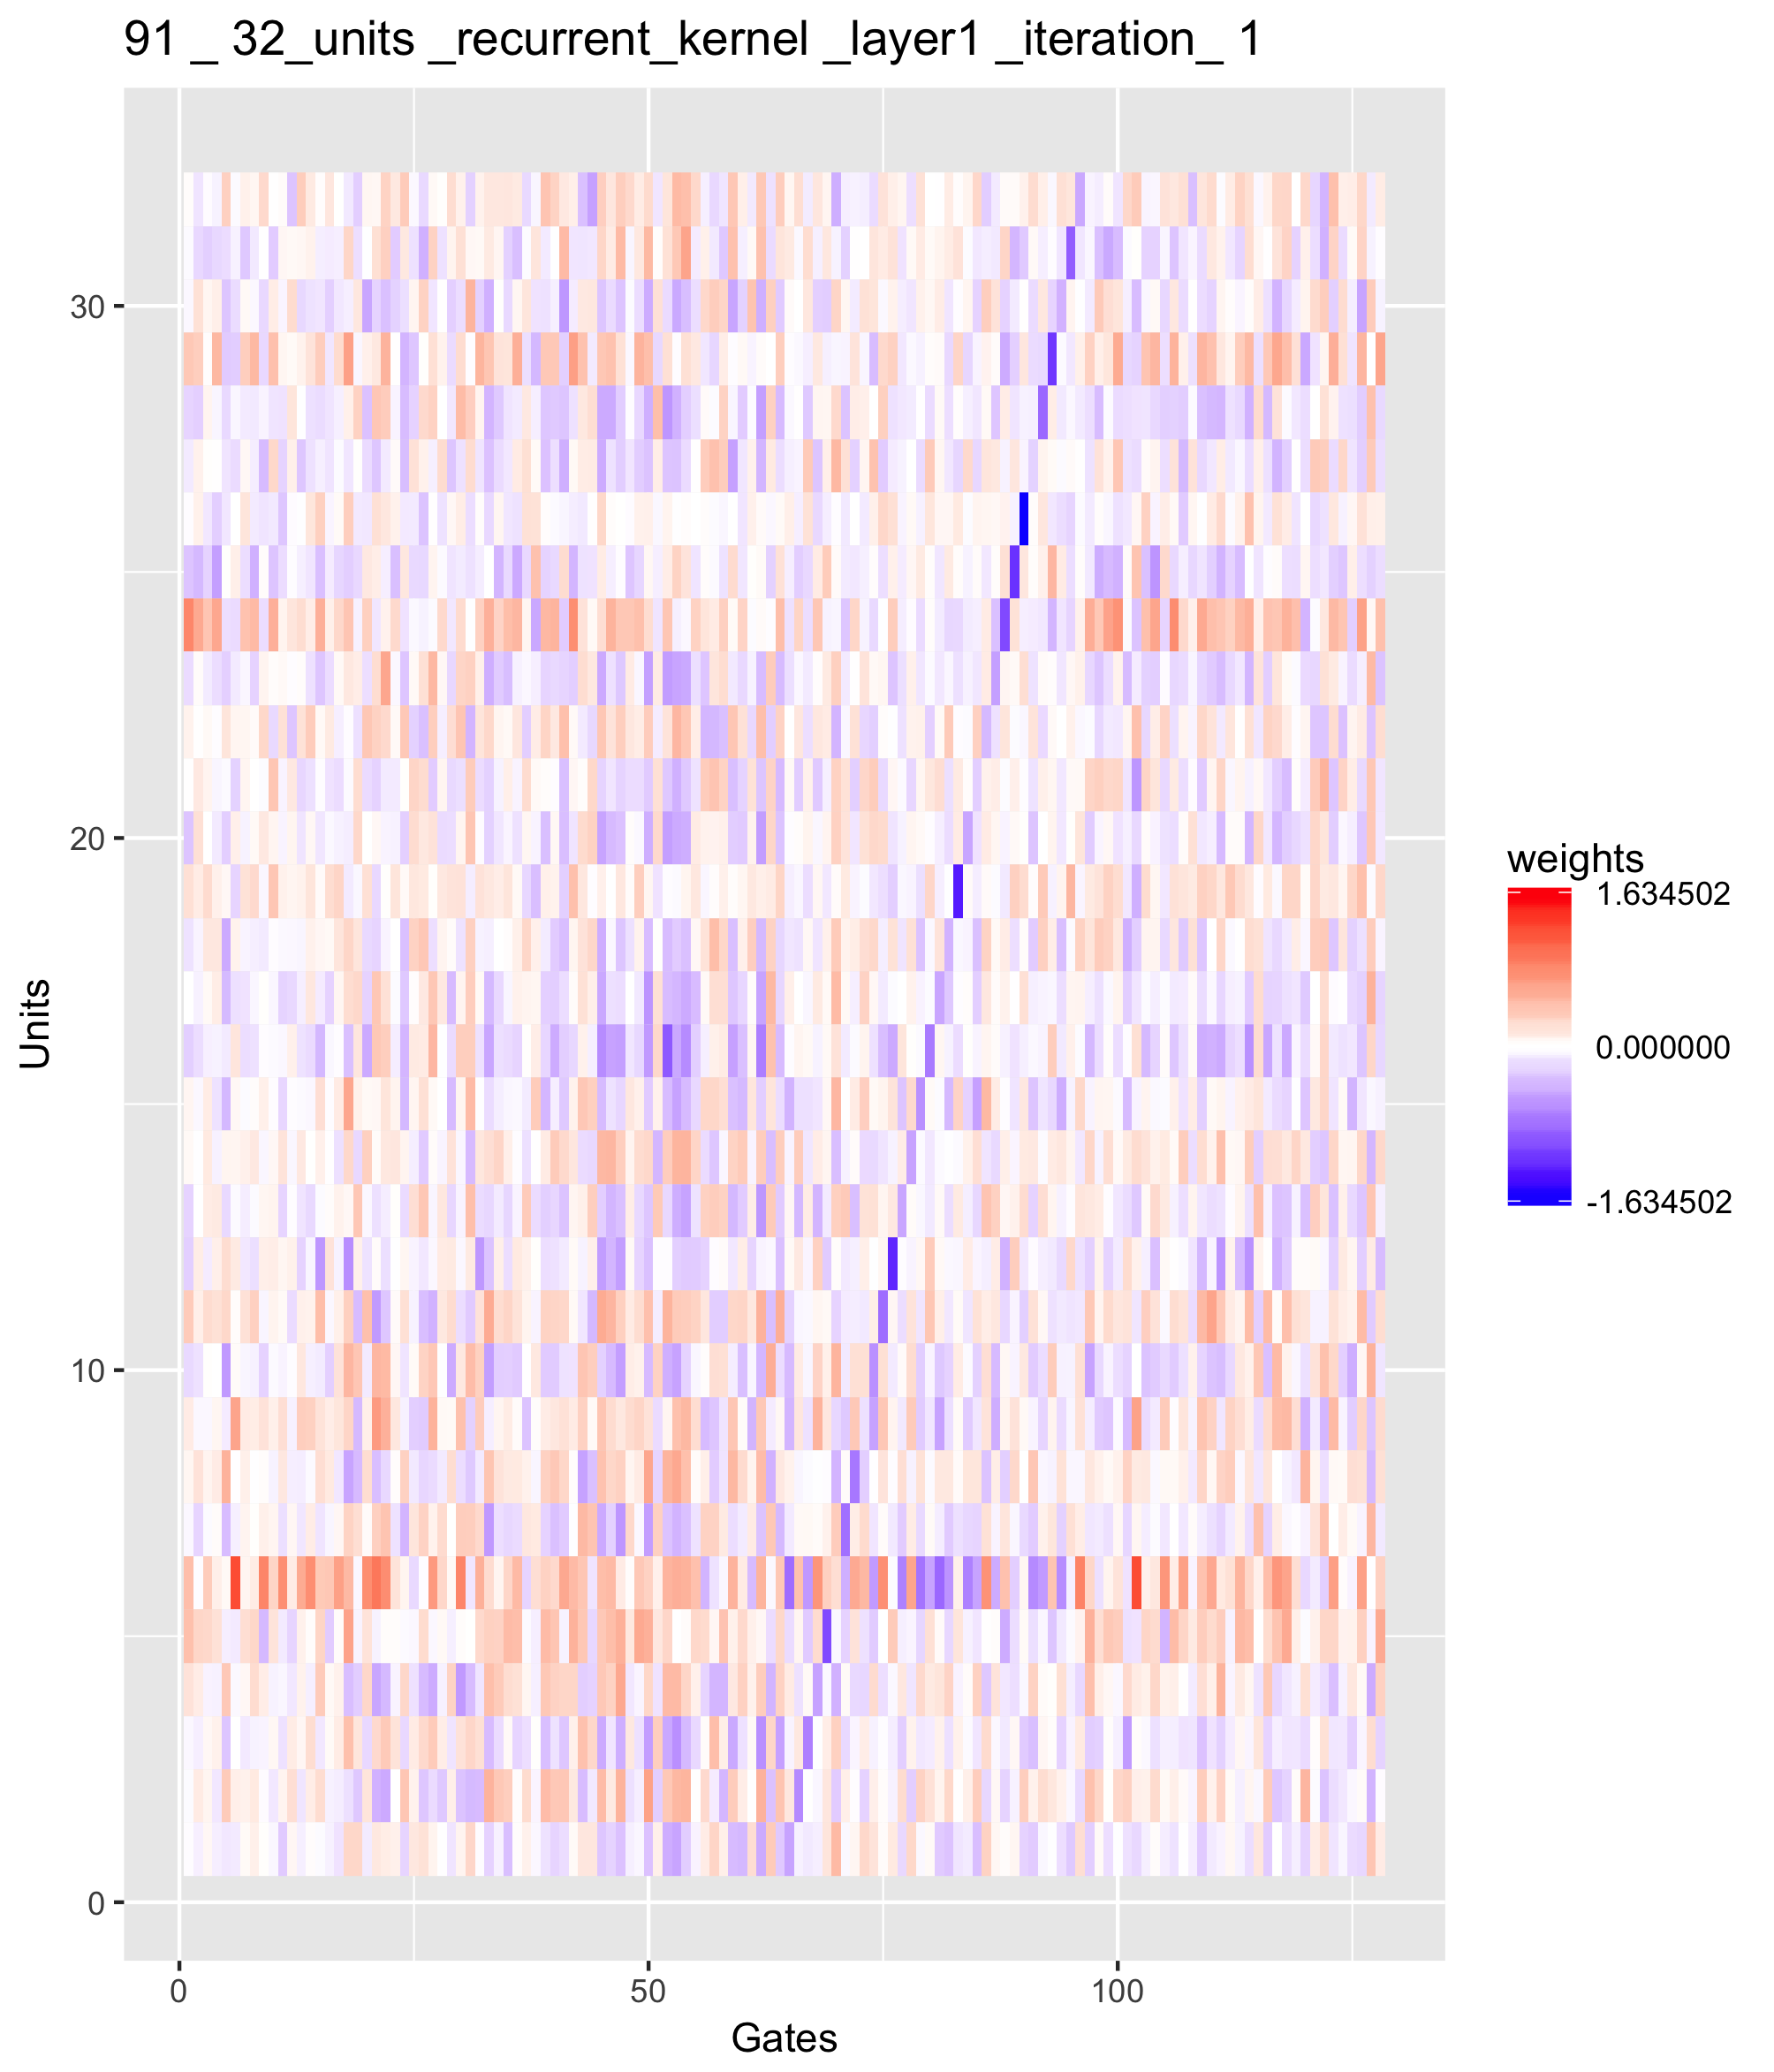 91 _ 32_units _recurrent_kernel _layer1 _iteration_ 1
30
20
10
0
Units
0 50 100
Gates
weights
1.634502
0.000000
-1.634502